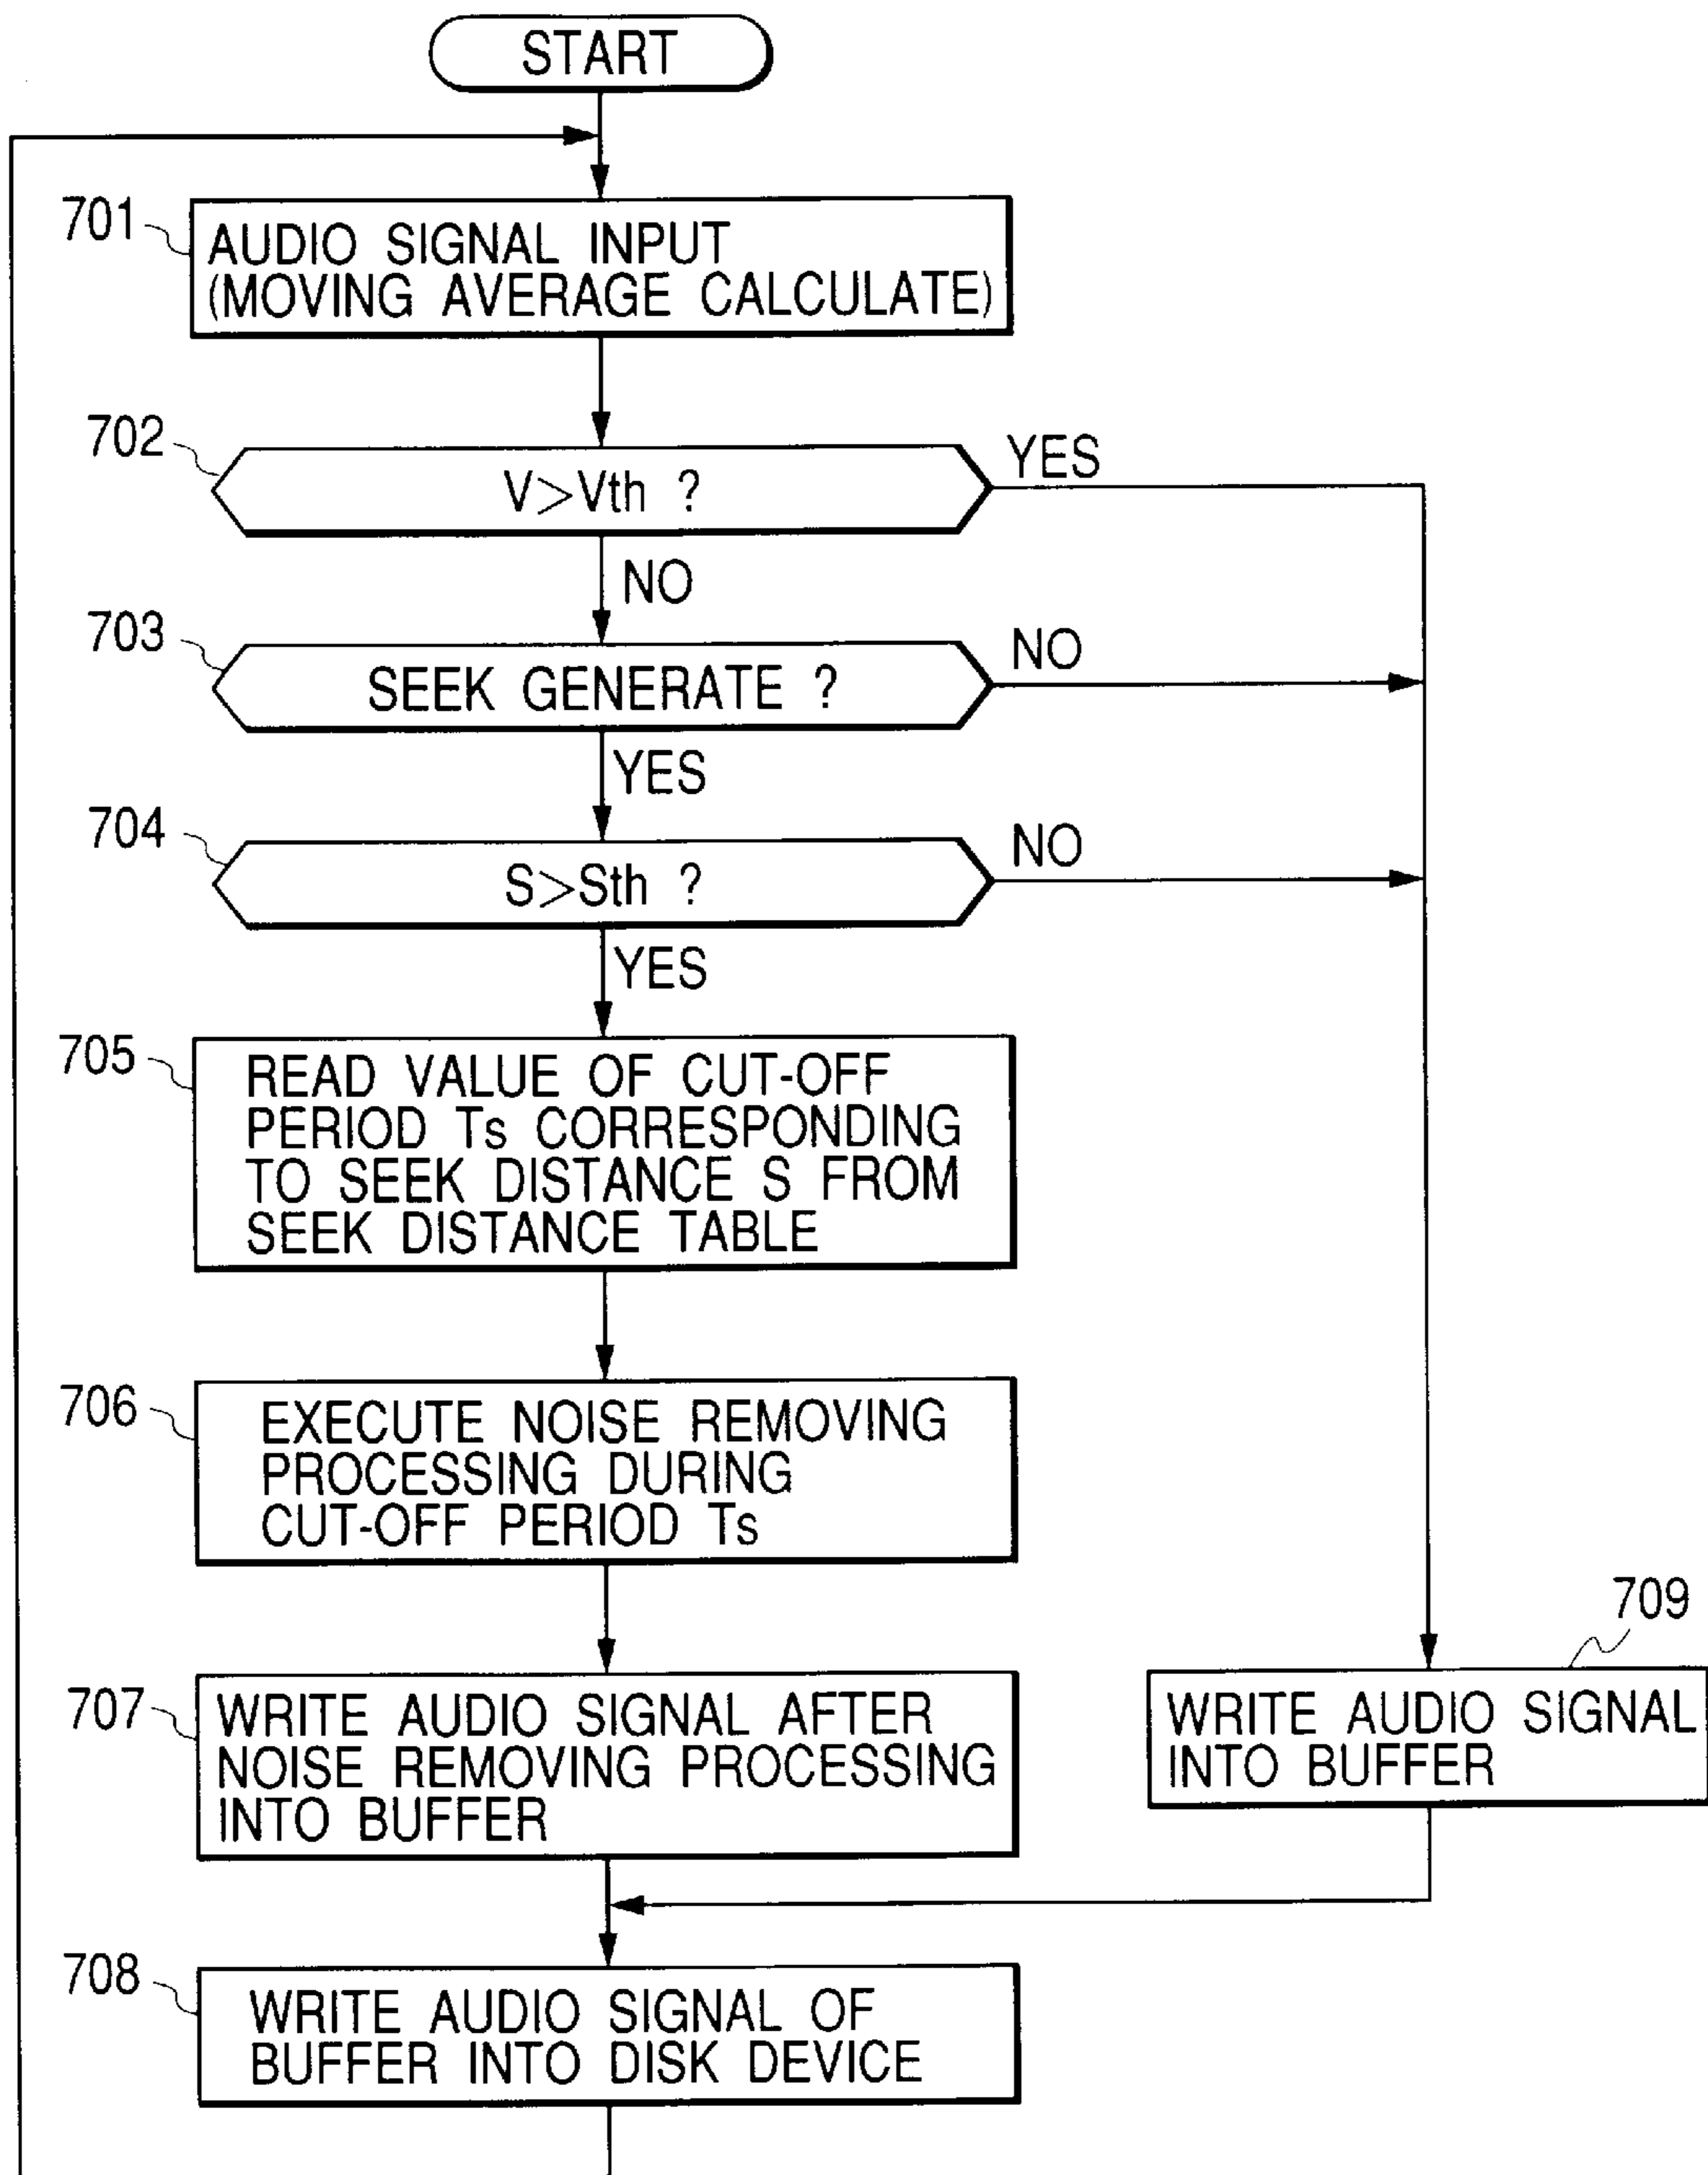 START
701
AUDIO SIGNAL INPUT
(MOVING AVERAGE CALCULATE)
702
V>Vth ?
YES
NO
703
SEEK GENERATE ?
NO
YES
704
S>Sth ?
NO
YES
705
READ VALUE OF CUT-OFF
PERIOD Ts CORRESPONDING
TO SEEK DISTANCE S FROM
SEEK DISTANCE TABLE
706
EXECUTE NOISE REMOVING
PROCESSING DURING
CUT-OFF PERIOD Ts
707
WRITE AUDIO SIGNAL AFTER
NOISE REMOVING PROCESSING
INTO BUFFER
709
WRITE AUDIO SIGNAL
INTO BUFFER
708
WRITE AUDIO SIGNAL OF
BUFFER INTO DISK DEVICE